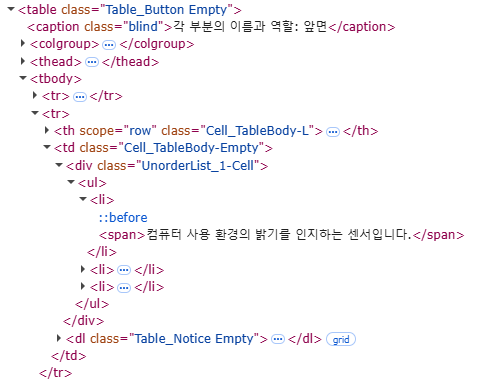 <table class="Table_Button Empty">
<caption class="blind">각 부분의 이름과 역할: 앞면</caption>
<colgroup> ⋯ </colgroup>
<thead> ⋯ </thead>
<tbody>
<tr> ⋯ </tr>
<tr>
<th scope="row" class="Cell_TableBody-L"> ⋯ </th>
<td class="Cell_TableBody-Empty">
<div class="UnorderList_1-Cell">
<ul>
<li>
::before
<span>컴퓨터 사용 환경의 밝기를 인지하는 센서입니다.</span>
</li>
<li> ⋯ </li>
<li> ⋯ </li>
</ul>
</div>
<dl class="Table_Notice Empty"> ⋯ </dl> grid
</td>
</tr>